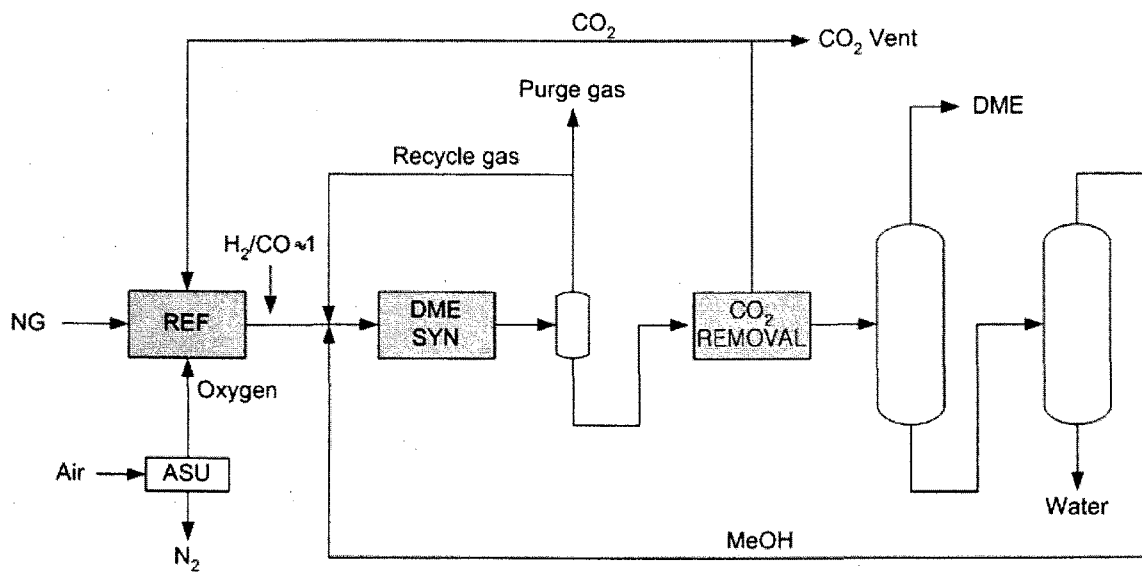 CO₂
CO₂ Vent
Purge gas
DME
Recycle gas
H₂/CO≈1
NG
REF
DME
SYN
CO₂
REMOVAL
Oxygen
Air
ASU
Water
N₂
MeOH